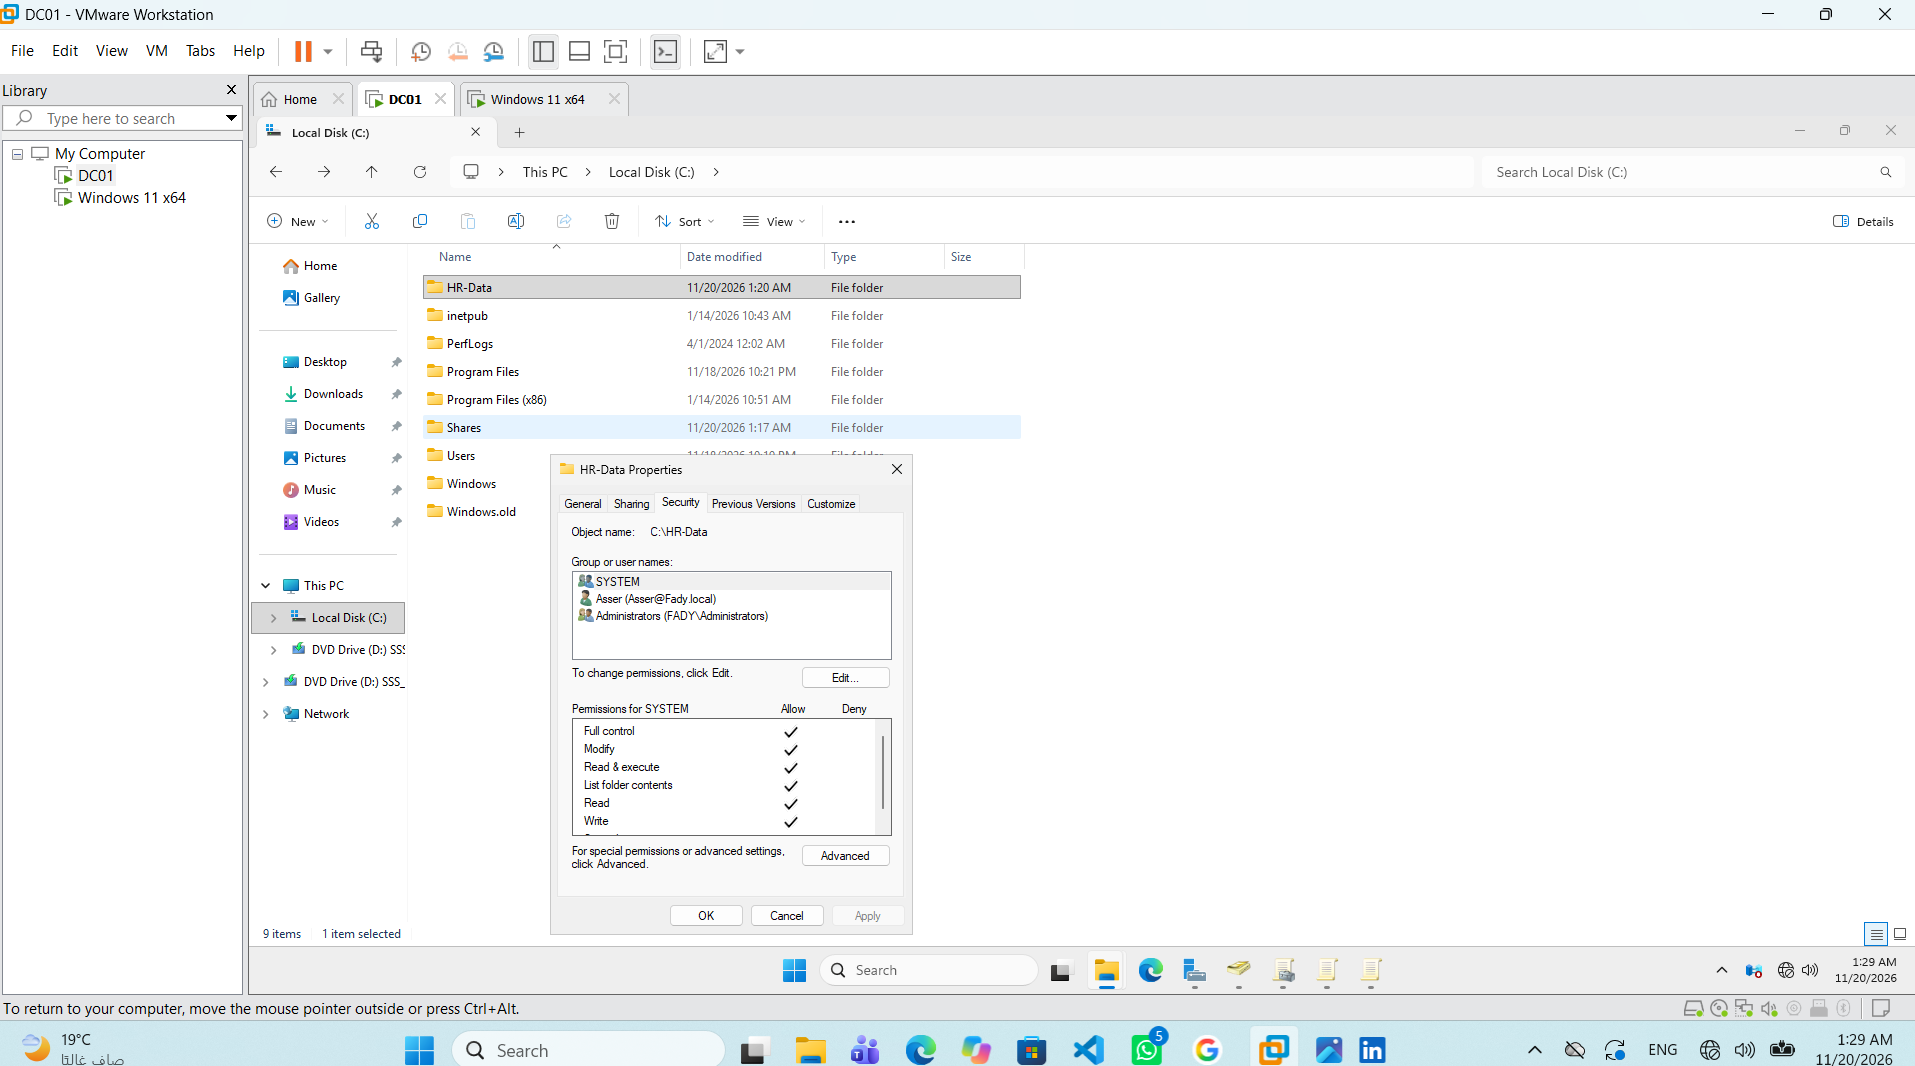 DC01 - VMware Workstation
File Edit View VM Tabs Help
Library
Type here to search
My Computer
DC01
Windows 11 x64
Home DC01 Windows 11 x64
Local Disk (C:)
This PC Local Disk (C:)
Search Local Disk (C:)
New Sort View Details
Home
Gallery
Desktop
Downloads
Documents
Pictures
Music
Videos
This PC
Local Disk (C:)
DVD Drive (D:) SSS
DVD Drive (D:) SSS_
Network
Name Date modified Type Size
HR-Data 11/20/2026 1:20 AM File folder
inetpub 1/14/2026 10:43 AM File folder
PerfLogs 4/1/2024 12:02 AM File folder
Program Files 11/18/2026 10:21 PM File folder
Program Files (x86) 1/14/2026 10:51 AM File folder
Shares 11/20/2026 1:17 AM File folder
Users
Windows
Windows.old
HR-Data Properties
General Sharing Security Previous Versions Customize
Object name: C:\HR-Data
Group or user names:
SYSTEM
Asser (Asser@Fady.local)
Administrators (FADY\Administrators)
To change permissions, click Edit.
Edit...
Permissions for SYSTEM Allow Deny
Full control
Modify
Read & execute
List folder contents
Read
Write
For special permissions or advanced settings,
click Advanced.
Advanced
OK Cancel Apply
9 items 1 item selected
Search
1:29 AM
11/20/2026
To return to your computer, move the mouse pointer outside or press Ctrl+Alt.
19°C
صاف غالبًا
Search
5
ENG
1:29 AM
11/20/2026